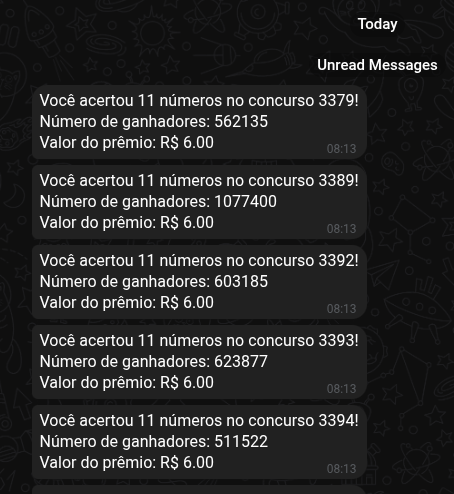 Today
Unread Messages
Você acertou 11 números no concurso 3379!
Número de ganhadores: 562135
Valor do prêmio: R$ 6.00
08:13
Você acertou 11 números no concurso 3389!
Número de ganhadores: 1077400
Valor do prêmio: R$ 6.00
08:13
Você acertou 11 números no concurso 3392!
Número de ganhadores: 603185
Valor do prêmio: R$ 6.00
08:13
Você acertou 11 números no concurso 3393!
Número de ganhadores: 623877
Valor do prêmio: R$ 6.00
08:13
Você acertou 11 números no concurso 3394!
Número de ganhadores: 511522
Valor do prêmio: R$ 6.00
08:13